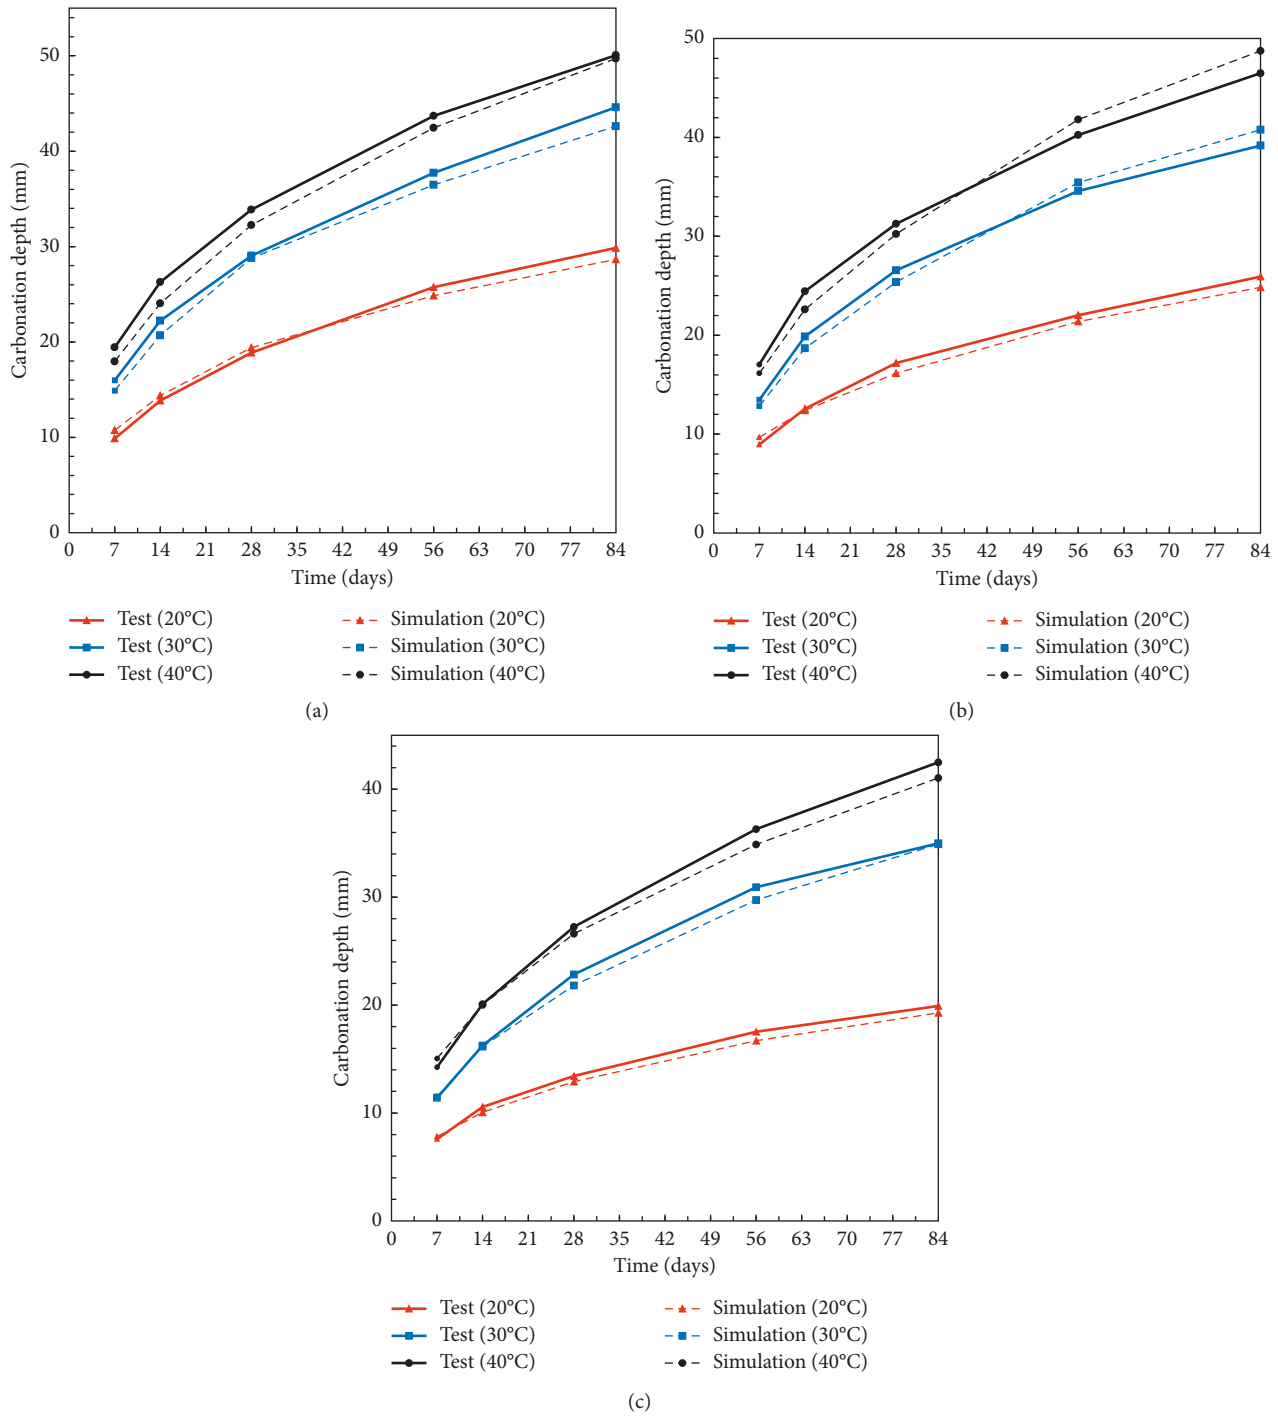 50
40
30
20
10
0
Carbonation depth (mm)
0 7 14 21 28 35 42 49 56 63 70 77 84
Time (days)
Test (20°C)
Test (30°C)
Test (40°C)
Simulation (20°C)
Simulation (30°C)
Simulation (40°C)
(a)
50
40
30
20
10
0
Carbonation depth (mm)
0 7 14 21 28 35 42 49 56 63 70 77 84
Time (days)
Test (20°C)
Test (30°C)
Test (40°C)
Simulation (20°C)
Simulation (30°C)
Simulation (40°C)
(b)
40
30
20
10
0
Carbonation depth (mm)
0 7 14 21 28 35 42 49 56 63 70 77 84
Time (days)
Test (20°C)
Test (30°C)
Test (40°C)
Simulation (20°C)
Simulation (30°C)
Simulation (40°C)
(c)